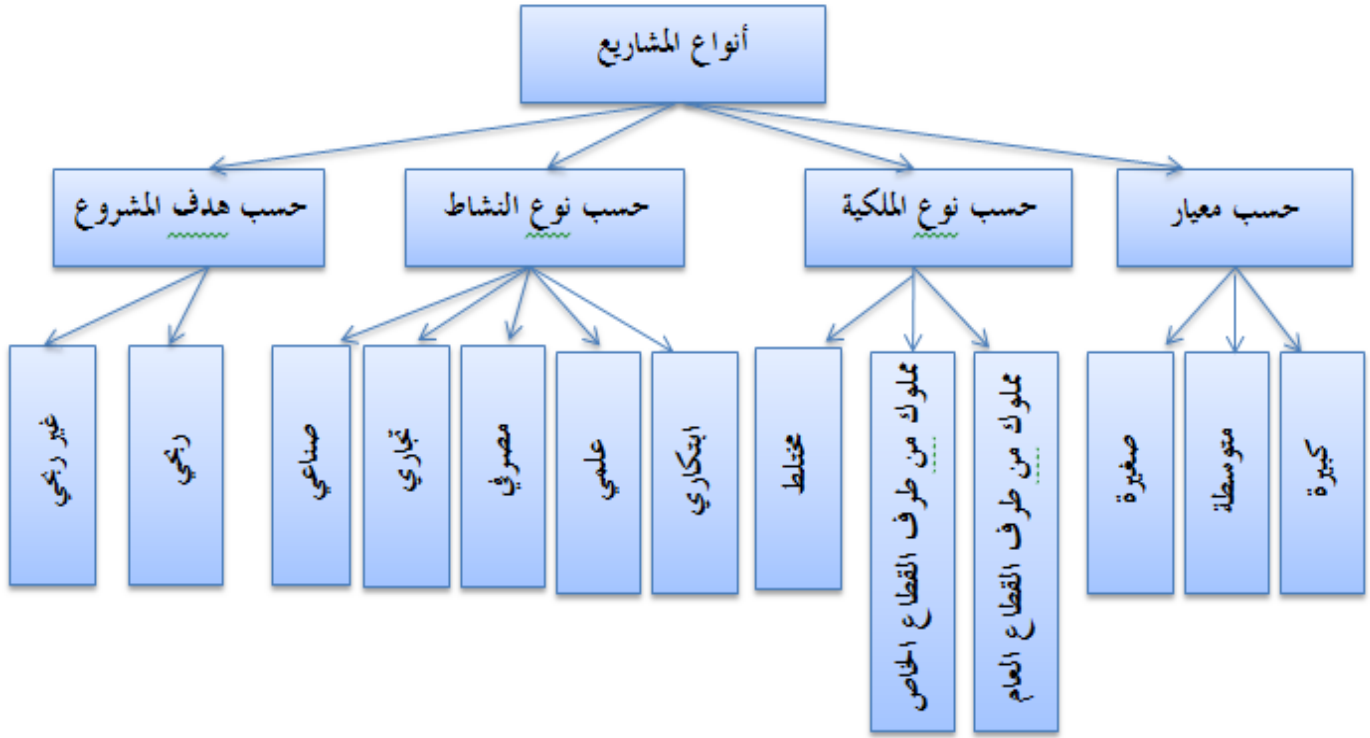 أنواع المشاريع
حسب معيار
حسب نوع الملكية
حسب نوع النشاط
حسب هدف المشروع
كبيرة
متوسطة
صغيرة
مملوك من طرف القطاع العام
مملوك من طرف القطاع الخاص
مختلط
ابتكاري
علمي
مصرفي
تجاري
صناعي
ربحي
غير ربحي